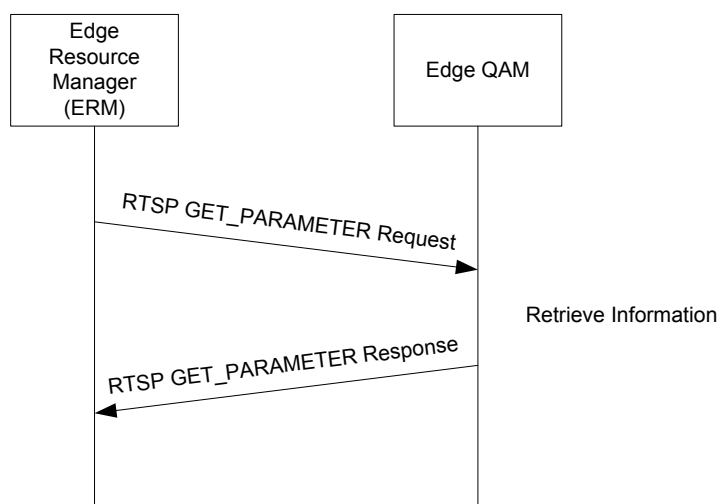 Edge
Resource
Manager
(ERM)
Edge QAM
RTSP GET_PARAMETER Request
Retrieve Information
RTSP GET_PARAMETER Response